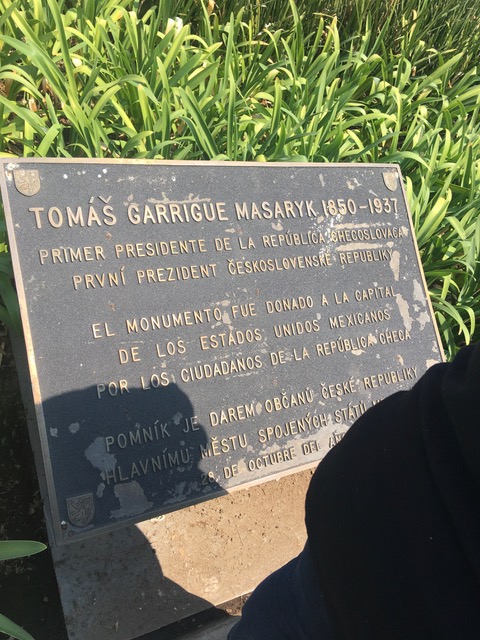 TOMÁŠ GARRIGUE MASARYK 1850-1937
PRIMER PRESIDENTE DE LA REPÚBLICA CHECOSLOVACA
PRVNÍ PREZIDENT ČESKOSLOVENSKÉ REPUBLIKY
EL MONUMENTO FUE DONADO A LA CAPITAL
DE LOS ESTADOS UNIDOS MEXICANOS
POR LOS CIUDADANOS DE LA REPÚBLICA CHECA
POMNÍK JE DAREM OBČANŮ ČESKÉ REPUBLIKY
HLAVNÍMU MĚSTU SPOJENÝCH STÁTŮ
28 DE OCTUBRE DEL